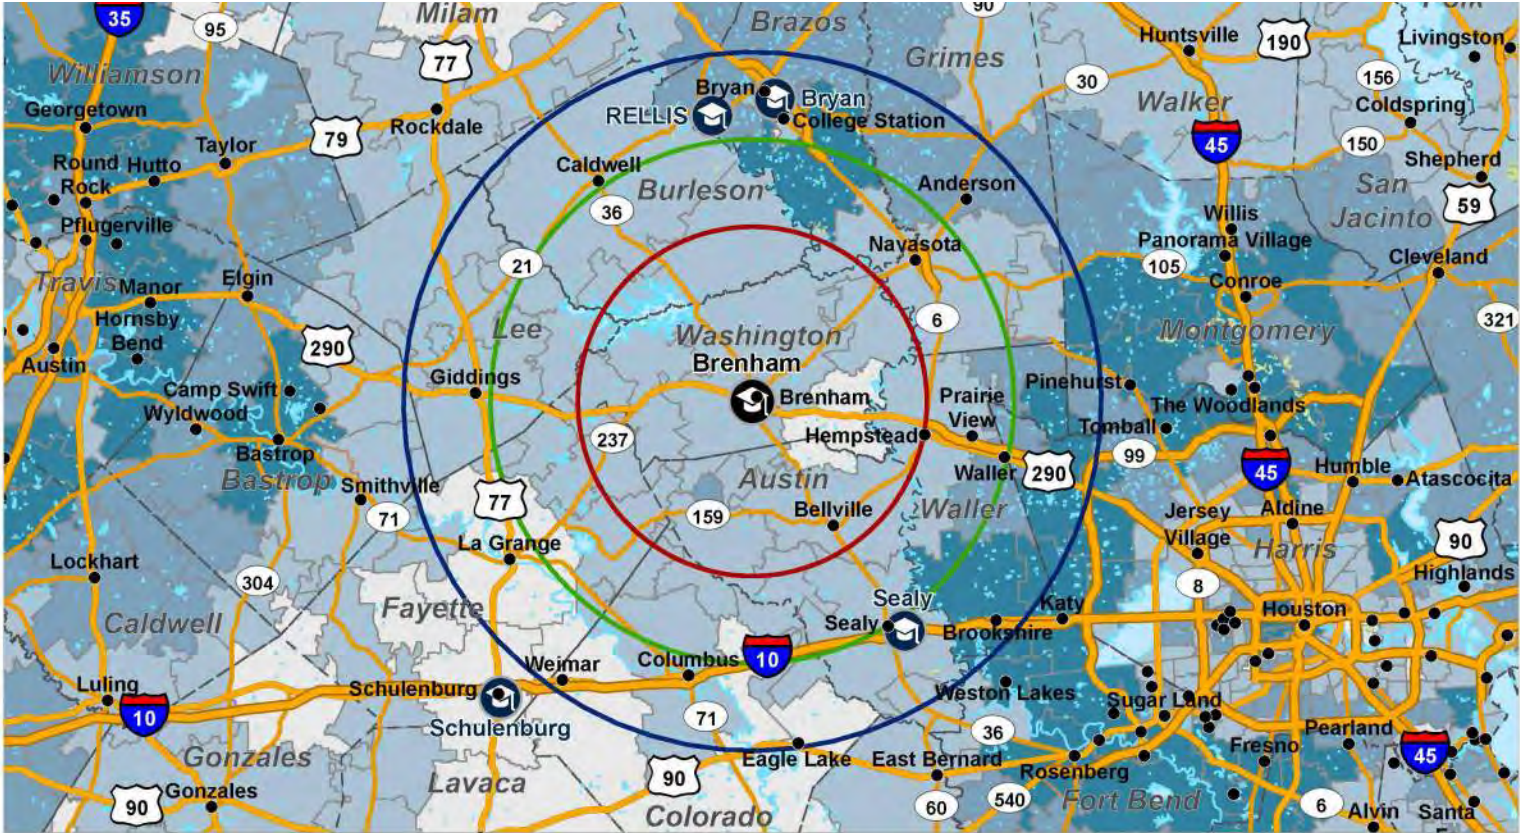 35
95
Milam
Brazos
90
Polk
Williamson
77
Grimes
Huntsville
190
Livingston
Georgetown
Bryan
Bryan
30
156
RELLIS
College Station
Walker
Coldspring
79
Rockdale
45
150
Taylor
Round
Rock
Hutto
Caldwell
Shepherd
Burleson
Anderson
San
Jacinto
59
Pflugerville
36
Willis
Panorama Village
Navasota
21
105
Cleveland
Travis
Manor
Elgin
Conroe
Hornsby
Bend
Lee
Washington
6
321
Montgomery
290
Austin
Brenham
Giddings
Brenham
Camp Swift
Pinehurst
Prairie
View
Wyldwood
The Woodlands
Hempstead
Tomball
237
99
Bastrop
Bastrop
Waller
290
45
Humble
Smithville
Austin
Atascocita
77
71
159
Bellville
Waller
Jersey
Village
Aldine
La Grange
Harris
90
Lockhart
304
8
Highlands
Fayette
Sealy
Katy
Houston
Caldwell
Sealy
Brookshire
Weimar
Columbus
10
Luling
Schulenburg
Weston Lakes
Sugar Land
10
Schulenburg
71
36
Pearland
Gonzales
Eagle Lake
East Bernard
Fresno
45
90
Rosenberg
Lavaca
Gonzales
90
540
Fort Bend
6
60
Colorado
Alvin
Santa